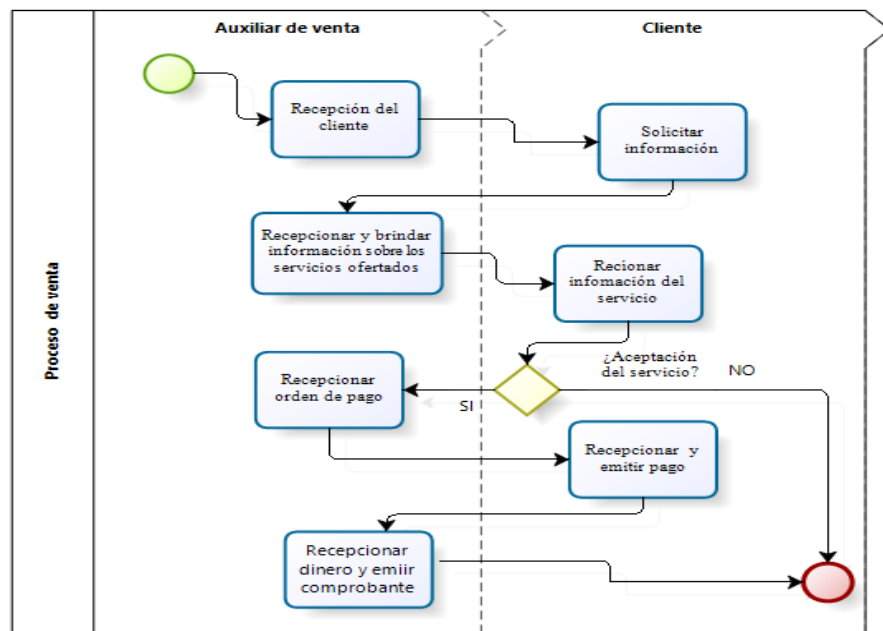 Auxiliar de venta
Cliente
Proceso de venta
Recepción del
cliente
Solicitar
información
Recepcionar y brindar
información sobre los
servicios ofertados
Recionar
infomación del
servicio
¿Aceptación
del servicio?
NO
SI
Recepcionar
orden de pago
Recepcionar y
emitir pago
Recepcionar
dinero y emiir
comprobante